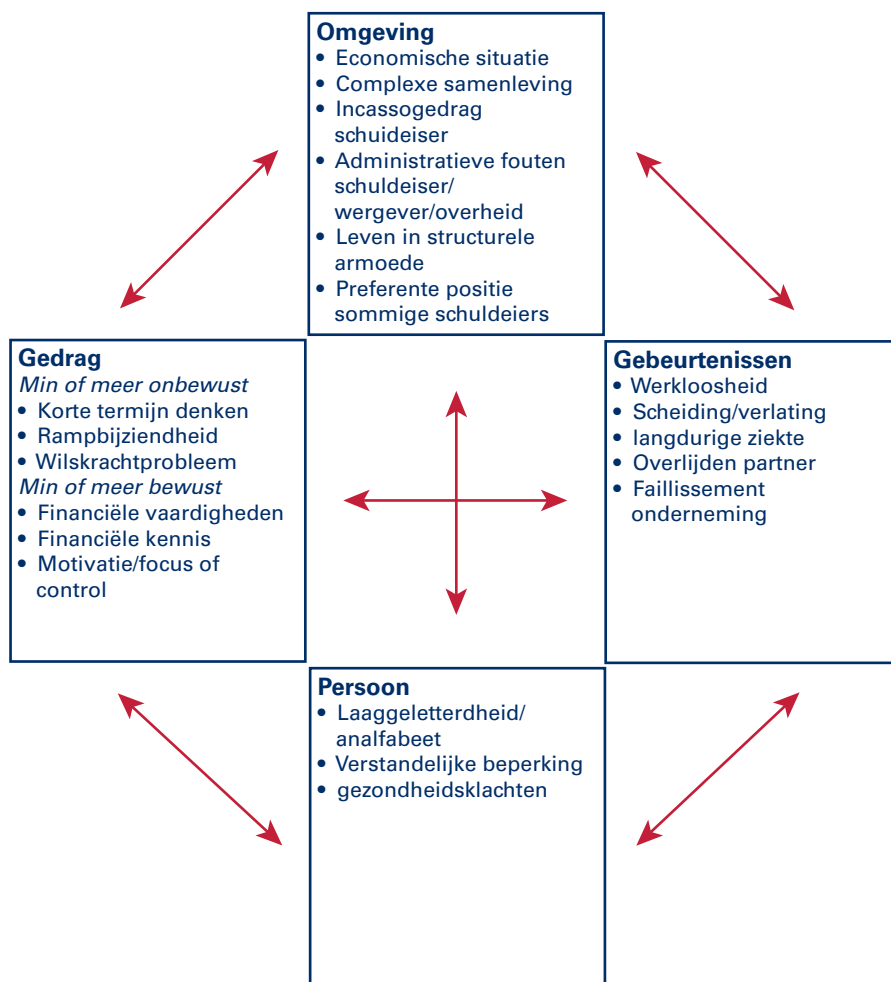 Omgeving
• Economische situatie
• Complexe samenleving
• Incassogedrag
schuideiser
• Administratieve fouten
schuldeiser/
wergever/overheid
• Leven in structurele
armoede
• Preferente positie
sommige schuldeiers
Gedrag
Min of meer onbewust
• Korte termijn denken
• Rampbijziendheid
• Wilskrachtprobleem
Min of meer bewust
• Financiële vaardigheden
• Financiële kennis
• Motivatie/focus of
control
Gebeurtenissen
• Werkloosheid
• Scheiding/verlating
• langdurige ziekte
• Overlijden partner
• Faillissement
onderneming
Persoon
• Laaggeletterdheid/
analfabeet
• Verstandelijke beperking
• gezondheidsklachten